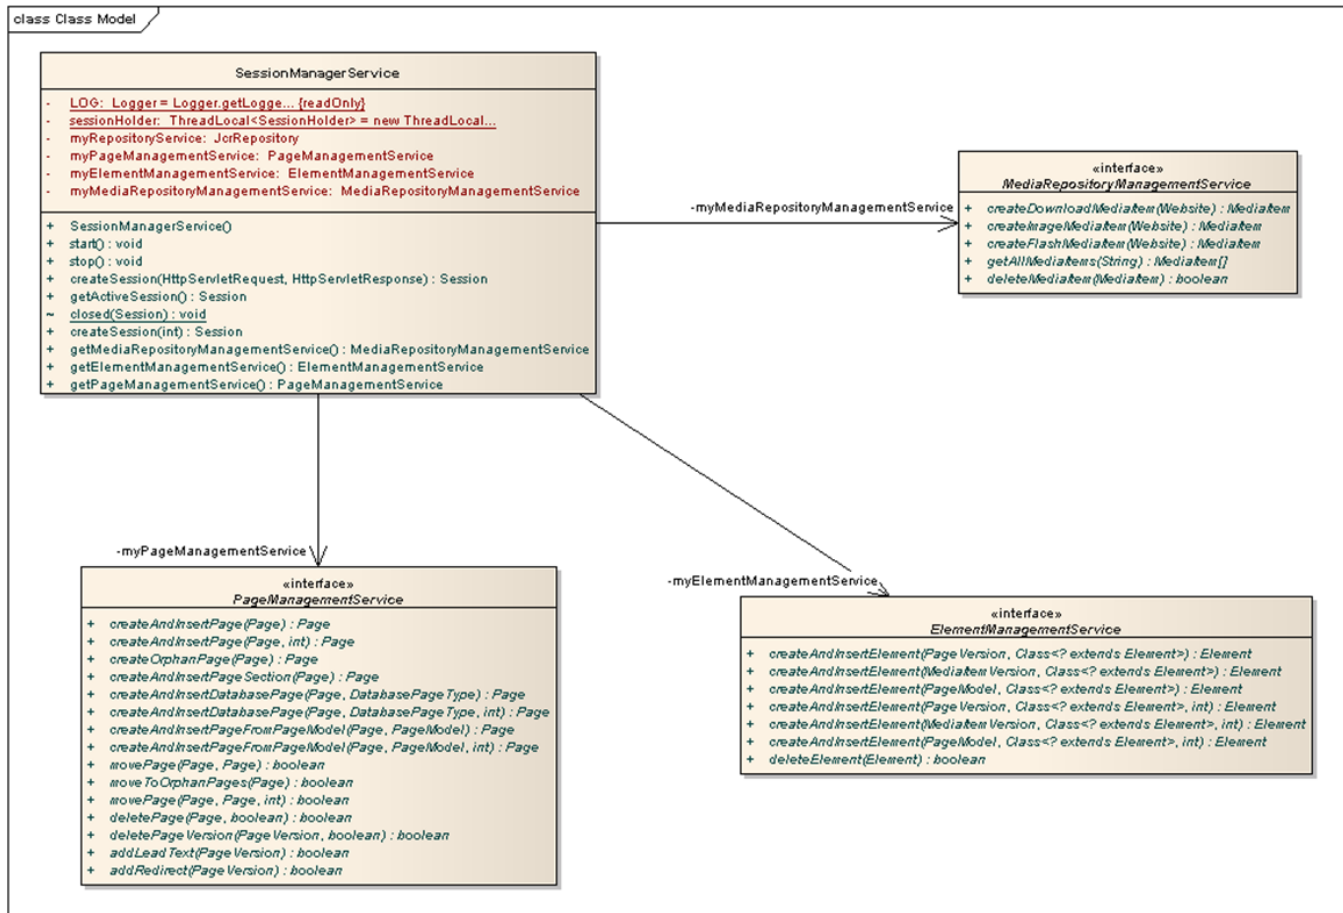 class Class Model
SessionManagerService
- LOG: Logger = Logger.getLogge... {readOnly}
- sessionHolder: ThreadLocal<SessionHolder> = new ThreadLocal...
- myRepositoryService: JcrRepository
- myPageManagementService: PageManagementService
- myElementManagementService: ElementManagementService
- myMediaRepositoryManagementService: MediaRepositoryManagementService
+ SessionManagerService()
+ start() : void
+ stop() : void
+ createSession(HttpServletRequest, HttpServletResponse) : Session
+ getActiveSession() : Session
~ closed(Session) : void
+ createSession(int) : Session
+ getMediaRepositoryManagementService() : MediaRepositoryManagementService
+ getElementManagementService() : ElementManagementService
+ getPageManagementService() : PageManagementService
-myMediaRepositoryManagementService
«interface»
MediaRepositoryManagementService
+ createDownloadMediaItem(Website) : MediaItem
+ createImageMediaItem(Website) : MediaItem
+ createFlashMediaItem(Website) : MediaItem
+ getAllMediaItems(String) : MediaItem[]
+ deleteMediaItem(MediaItem) : boolean
-myPageManagementService
«interface»
PageManagementService
+ createAndInsertPage(Page) : Page
+ createAndInsertPage(Page, int) : Page
+ createOrphanPage(Page) : Page
+ createAndInsertPageSection(Page) : Page
+ createAndInsertDatabasePage(Page, DatabasePageType) : Page
+ createAndInsertDatabasePage(Page, DatabasePageType, int) : Page
+ createAndInsertPageFromPageModel(Page, PageModel) : Page
+ createAndInsertPageFromPageModel(Page, PageModel, int) : Page
+ movePage(Page, Page) : boolean
+ moveToOrphanPages(Page) : boolean
+ movePage(Page, Page, int) : boolean
+ deletePage(Page, boolean) : boolean
+ deletePageVersion(PageVersion, boolean) : boolean
+ addLeadText(PageVersion) : boolean
+ addRedirect(PageVersion) : boolean
-myElementManagementService
«interface»
ElementManagementService
+ createAndInsertElement(PageVersion, Class<? extends Element>) : Element
+ createAndInsertElement(MediaItemVersion, Class<? extends Element>) : Element
+ createAndInsertElement(PageModel, Class<? extends Element>) : Element
+ createAndInsertElement(PageVersion, Class<? extends Element>, int) : Element
+ createAndInsertElement(MediaItemVersion, Class<? extends Element>, int) : Element
+ createAndInsertElement(PageModel, Class<? extends Element>, int) : Element
+ deleteElement(Element) : boolean